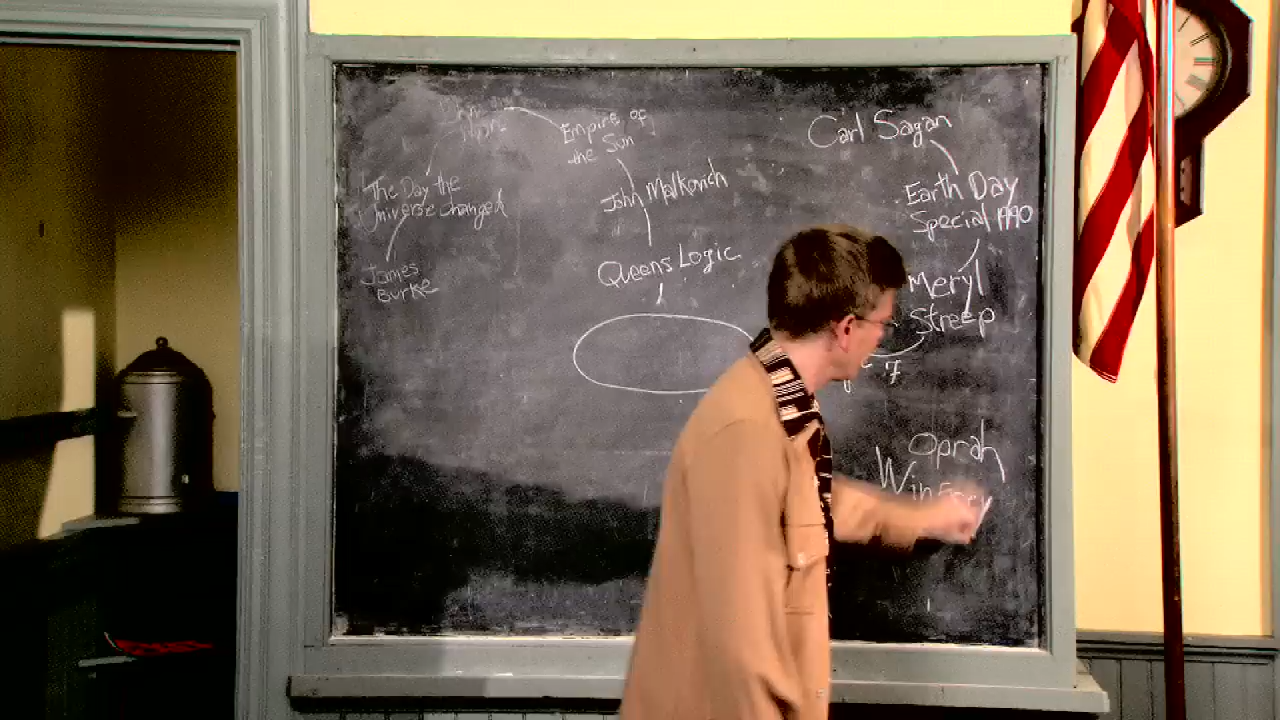 Empire of
the Sun
John Malkovich
Queens Logic
The Day the
Universe Changed
James
Burke
Carl Sagan
Earth Day
Special 1990
Meryl
Streep
Oprah
Winfrey